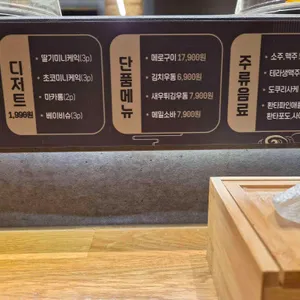 디저트
1,990원
딸기미니케익(3p)
초코미니케익(3p)
마카롱(2p)
베이비슈(3p)
단품메뉴
메로구이 17,900원
김치우동 6,900원
새우튀김우동 7,900원
메밀소바 7,900원
주류음료
소주,맥주
테라생맥주
도쿠리사케
환타파인애플
환타포도,사